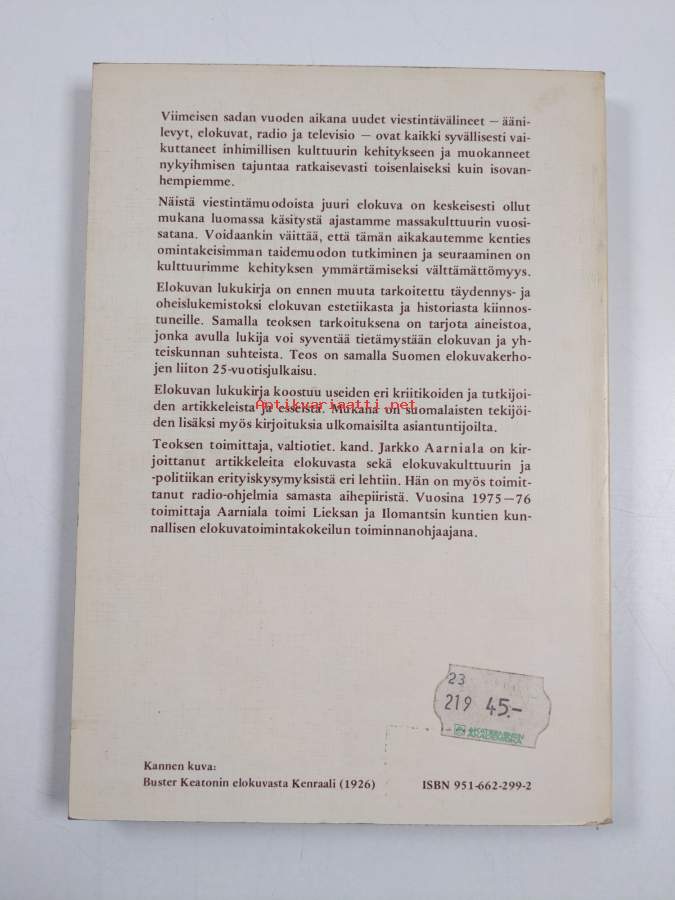 Viimeisen sadan vuoden aikana uudet viestintävälineet — ääni-
levyt, elokuvat, radio ja televisio — ovat kaikki syvällisesti vai-
kuttaneet inhimillisen kulttuurin kehitykseen ja muokanneet
nykyihmisen tajuntaa ratkaisevasti toisenlaiseksi kuin isovan-
hempiemme.
Näistä viestintämuodoista juuri elokuva on keskeisesti ollut
mukana luomassa käsitystä ajastamme massakulttuurin vuosi-
satana. Voidaankin väittää, että tämän aikakautemme kenties
omintakeisimman taidemuodon tutkiminen ja seuraaminen on
kulttuurimme kehityksen ymmärtämiseksi välttämättömyys.
Elokuvan lukukirja on ennen muuta tarkoitettu täydennys- ja
oheislukemistoksi elokuvan estetiikasta ja historiasta kiinnos-
tuneille. Samalla teoksen tarkoituksena on tarjota aineistoa,
jonka avulla lukija voi syventää tietämystään elokuvan ja yh-
teiskunnan suhteista. Teos on samalla Suomen elokuvakerho-
jen liiton 25-vuotisjulkaisu.
Elokuvan lukukirja koostuu useiden eri kriitikoiden ja tutkijoi-
den artikkeleista ja esseistä. Mukana on suomalaisten tekijöi-
Antikvariaatti.net
den lisäksi myös kirjoituksia ulkomaisilta asiantuntijoilta.
Teoksen toimittaja, valtiotiet. kand. Jarkko Aarniala on kir-
joittanut artikkeleita elokuvasta sekä elokuvakulttuurin ja
-politiikan erityiskysymyksistä eri lehtiin. Hän on myös toimit-
tanut radio-ohjelmia samasta aihepiiristä. Vuosina 1975—76
toimittaja Aarniala toimi Lieksan ja Ilomantsin kuntien kun-
nallisen elokuvatoimintakokeilun toiminnanohjaajana.
23
219 45.-
AKATEEMINEN
AKADEMISKA
Kannen kuva:
Buster Keatonin elokuvasta Kenraali (1926) ISBN 951-662-299-2